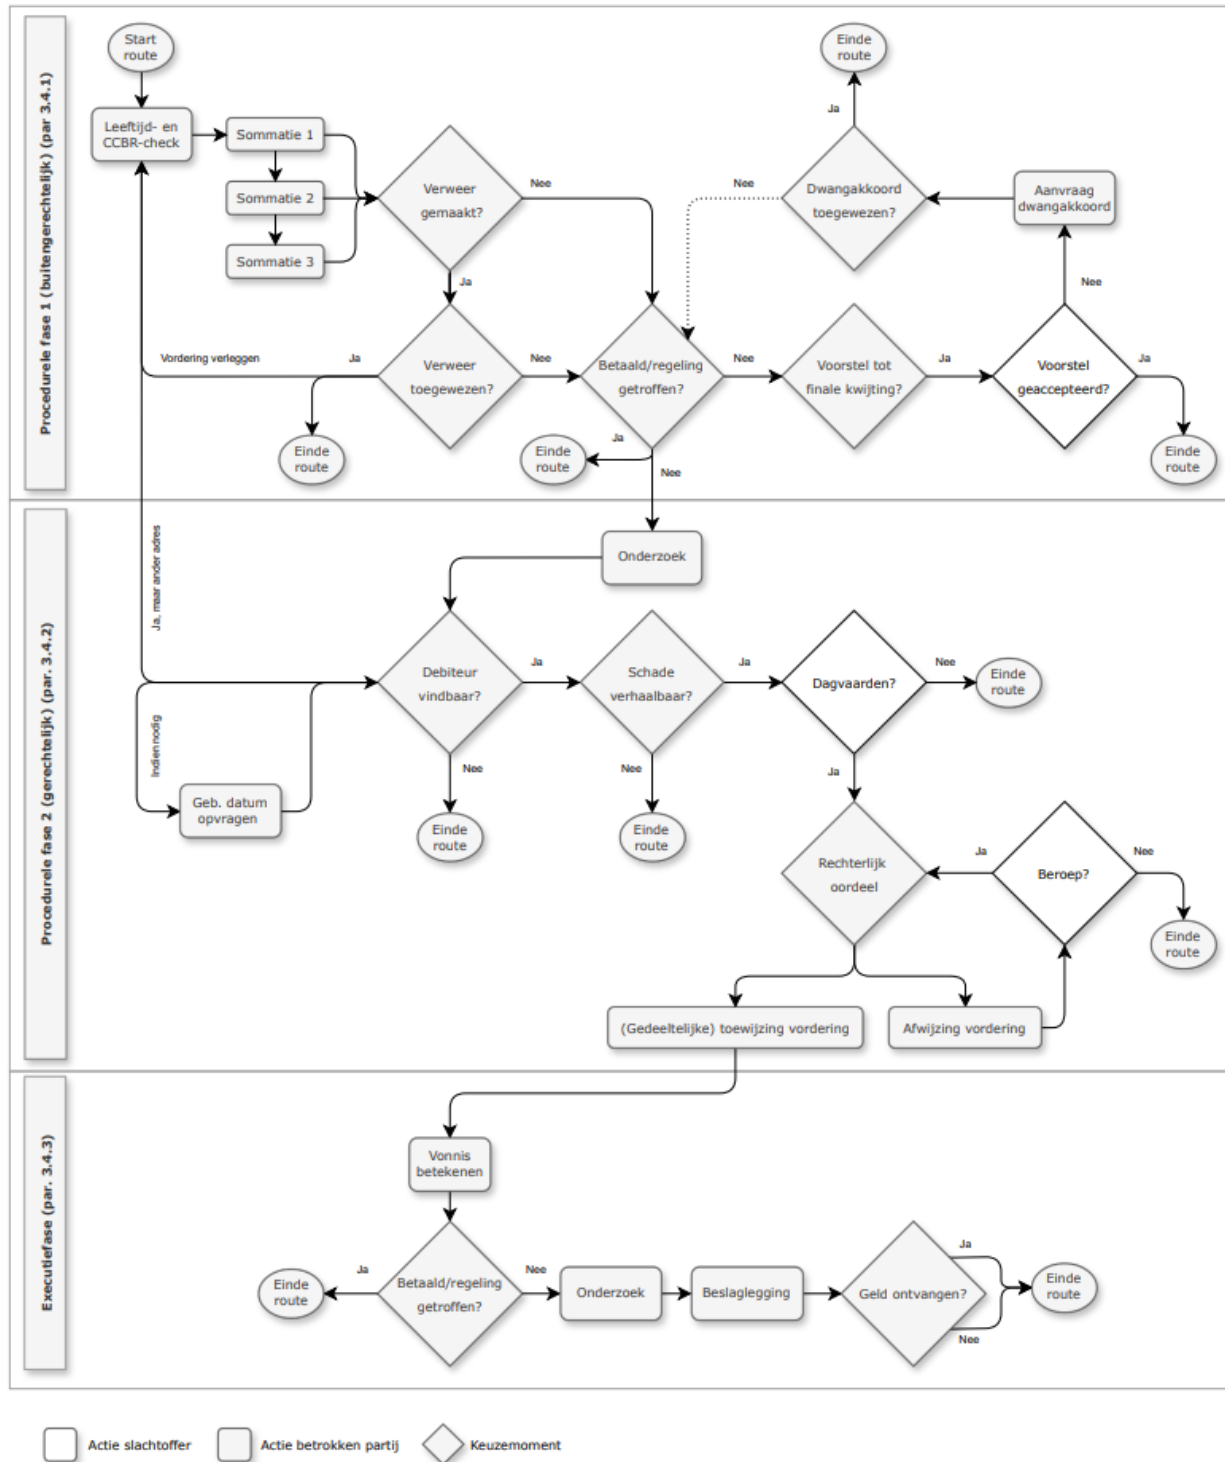 Procedurele fase 1 (buitengerechtelijk) (par 3.4.1)
Start
route
Leeftijd- en
CCBR-check
Sommatie 1
Sommatie 2
Sommatie 3
Verweer
gemaakt?
Nee
Ja
Verweer
toegewezen?
Ja
Vordering verleggen
Nee
Einde
route
Betaald/regeling
getroffen?
Ja
Einde
route
Nee
Nee
Voorstel tot
finale kwijting?
Ja
Voorstel
geaccepteerd?
Ja
Einde
route
Nee
Aanvraag
dwangakkoord
Dwangakkoord
toegewezen?
Nee
Ja
Einde
route
Procedurele fase 2 (gerechtelijk) (par. 3.4.2)
Onderzoek
Ja, maar ander adres
Indien nodig
Geb. datum
opvragen
Debiteur
vindbaar?
Ja
Nee
Einde
route
Schade
verhaalbaar?
Ja
Nee
Einde
route
Dagvaarden?
Nee
Einde
route
Ja
Rechterlijk
oordeel
Ja
Beroep?
Nee
Einde
route
(Gedeeltelijke) toewijzing vordering
Afwijzing vordering
Executiefase (par. 3.4.3)
Vonnis
betekenen
Betaald/regeling
getroffen?
Ja
Einde
route
Nee
Onderzoek
Beslaglegging
Geld ontvangen?
Ja
Nee
Einde
route
Actie slachtoffer
Actie betrokken partij
Keuzemoment